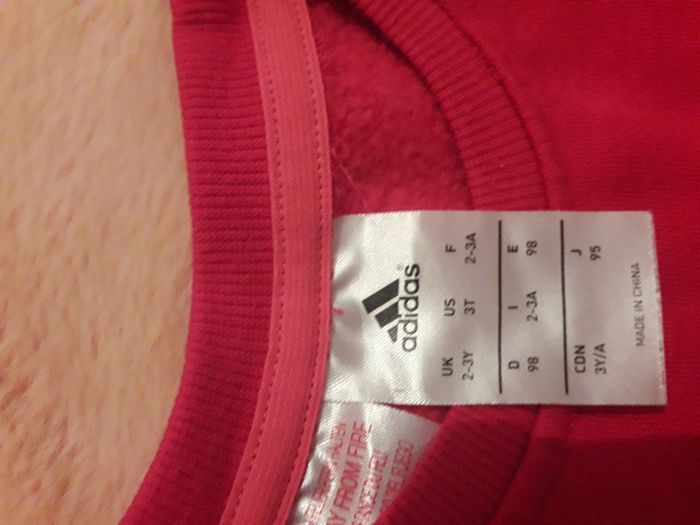 adidas®
UK US F
2-3Y 3T 2-3A
D I E
98 2-3A 98
CDN J
3Y/A 95
MADE IN CHINA
Y FROM FIRE